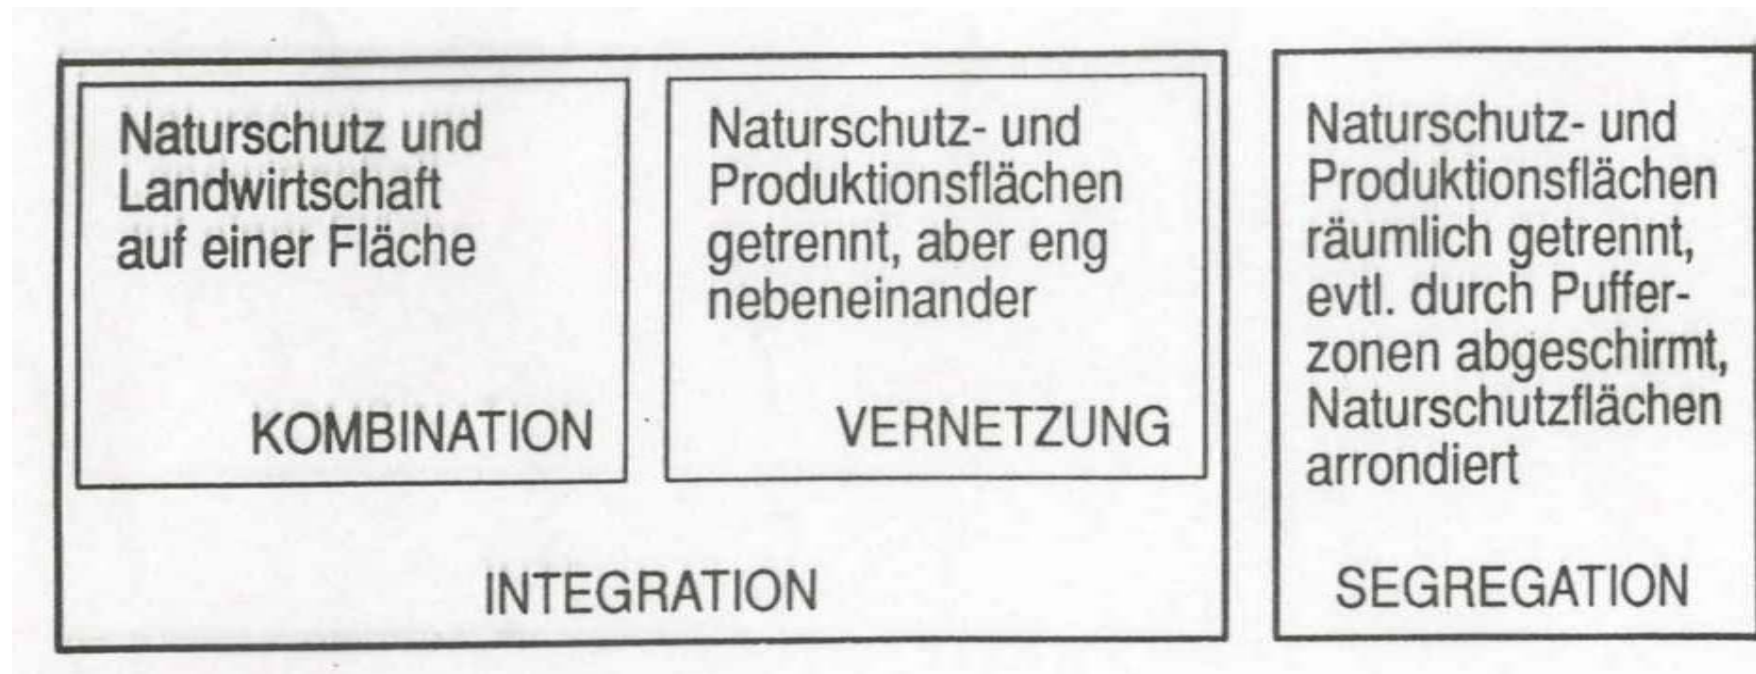 Naturschutz und
Landwirtschaft
auf einer Fläche
KOMBINATION
Naturschutz- und
Produktionsflächen
getrennt, aber eng
nebeneinander
VERNETZUNG
INTEGRATION
Naturschutz- und
Produktionsflächen
räumlich getrennt,
evtl. durch Puffer-
zonen abgeschirmt,
Naturschutzflächen
arrondiert
SEGREGATION